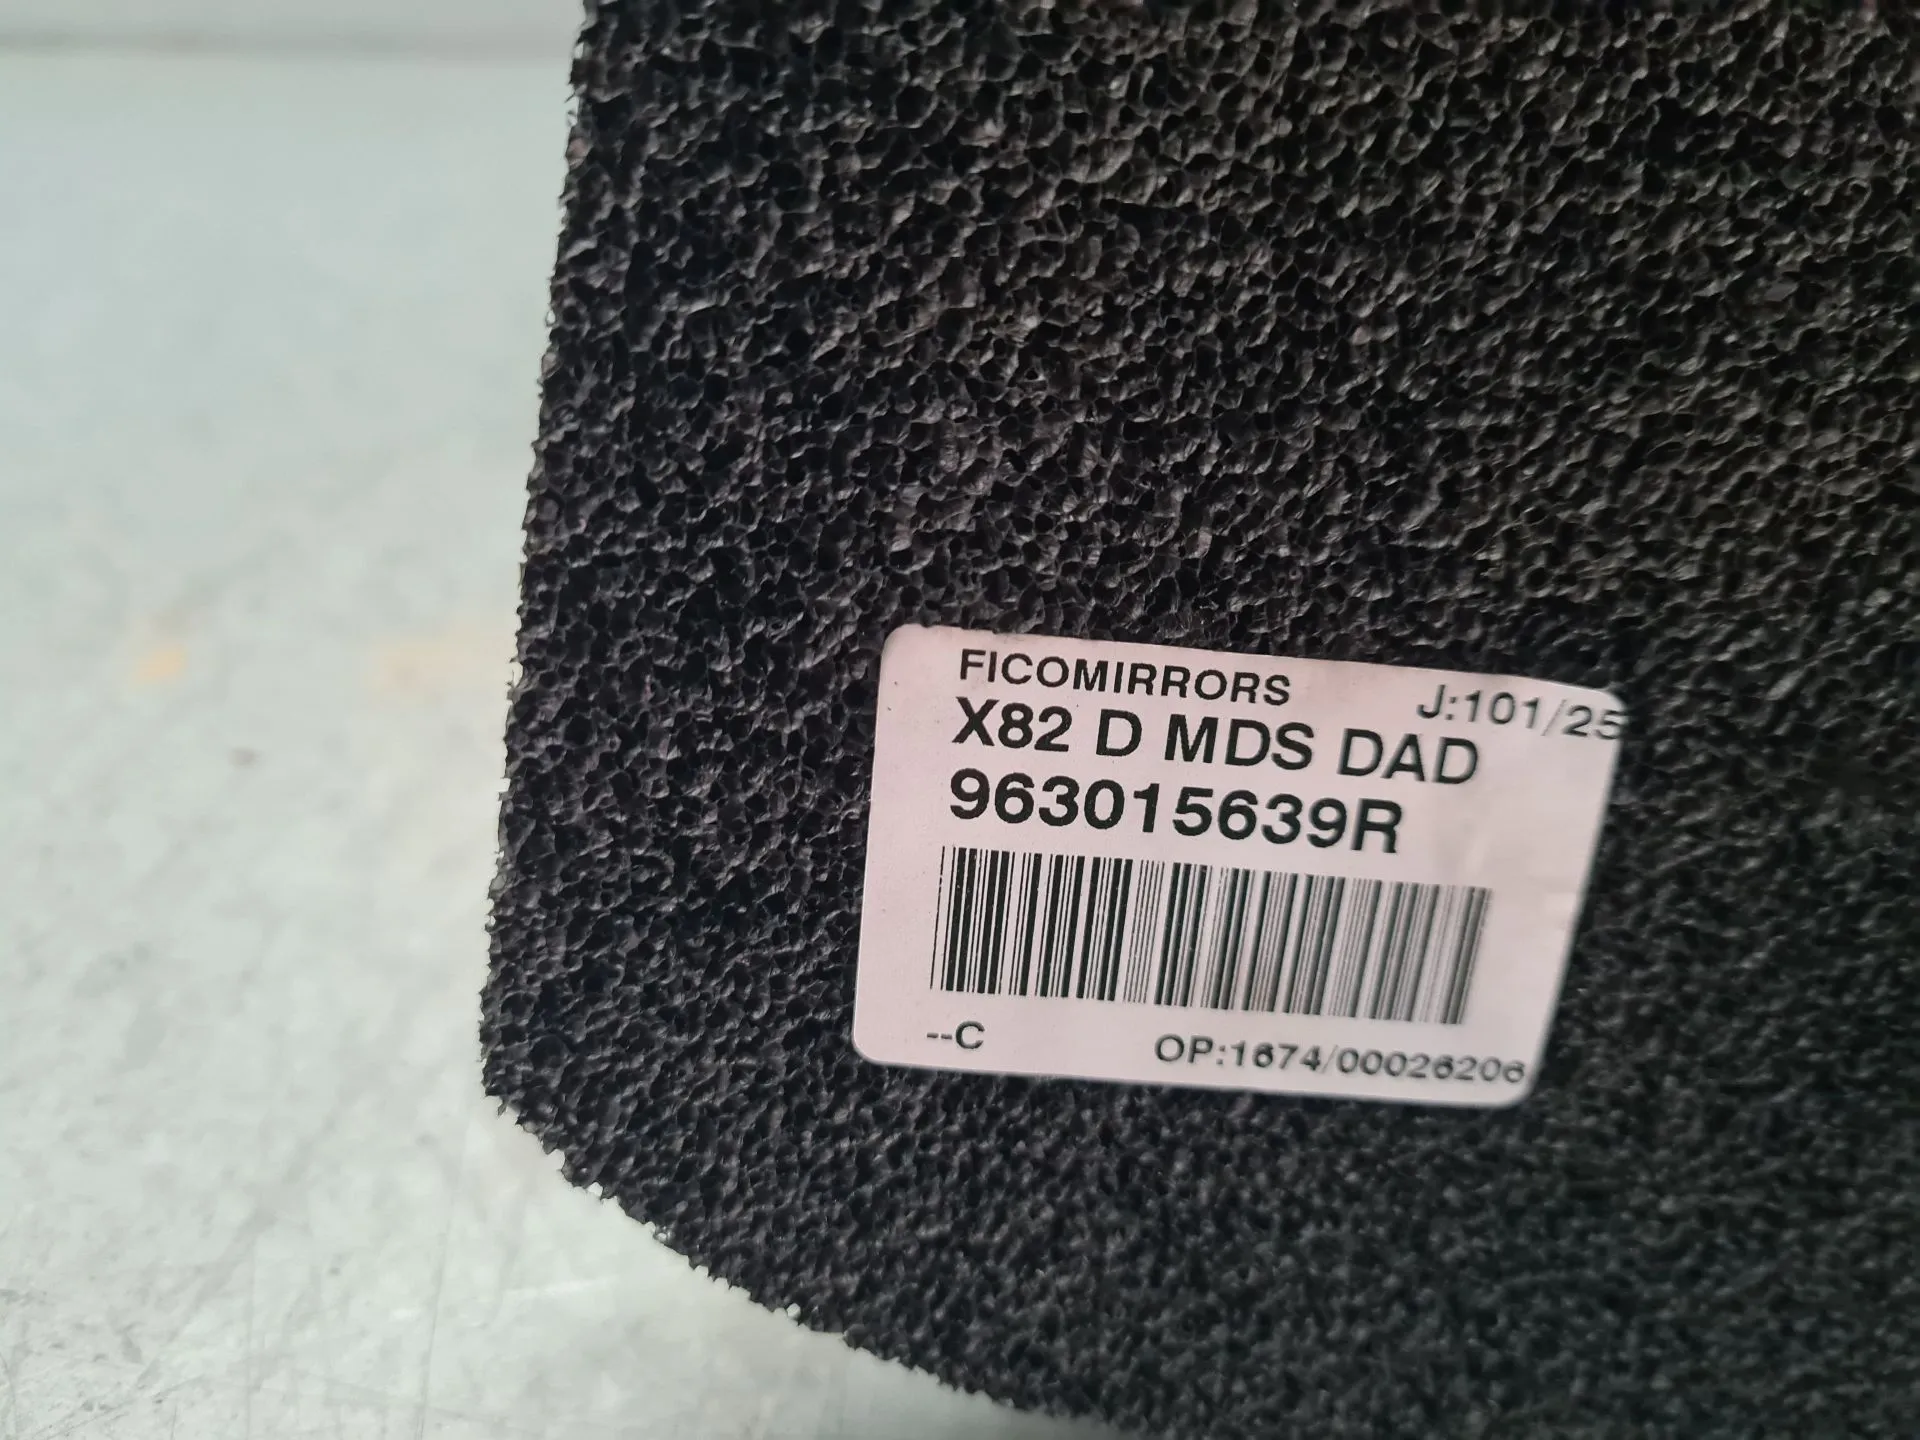 FICOMIRRORS
J:101/25
X82 D MDS DAD
963015639R
--C
OP:1674/00026206